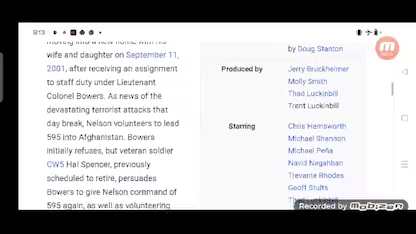 9:13
moving into a new home with his
wife and daughter on September 11,
2001, after receiving an assignment
to staff duty under Lieutenant
Colonel Bowers. As news of the
devastating terrorist attacks that
day break, Nelson volunteers to lead
595 into Afghanistan. Bowers
initially refuses, but veteran soldier
CW5 Hal Spencer, previously
scheduled to retire, persuades
Bowers to give Nelson command of
595 again, as well as volunteering
by Doug Stanton
Produced by
Jerry Bruckheimer
Molly Smith
Thad Luckinbill
Trent Luckinbill
Starring
Chris Hemsworth
Michael Shannon
Michael Peña
Navid Negahban
Trevante Rhodes
Geoff Stults
Thad Luckinbill
Recorded by Mobizen